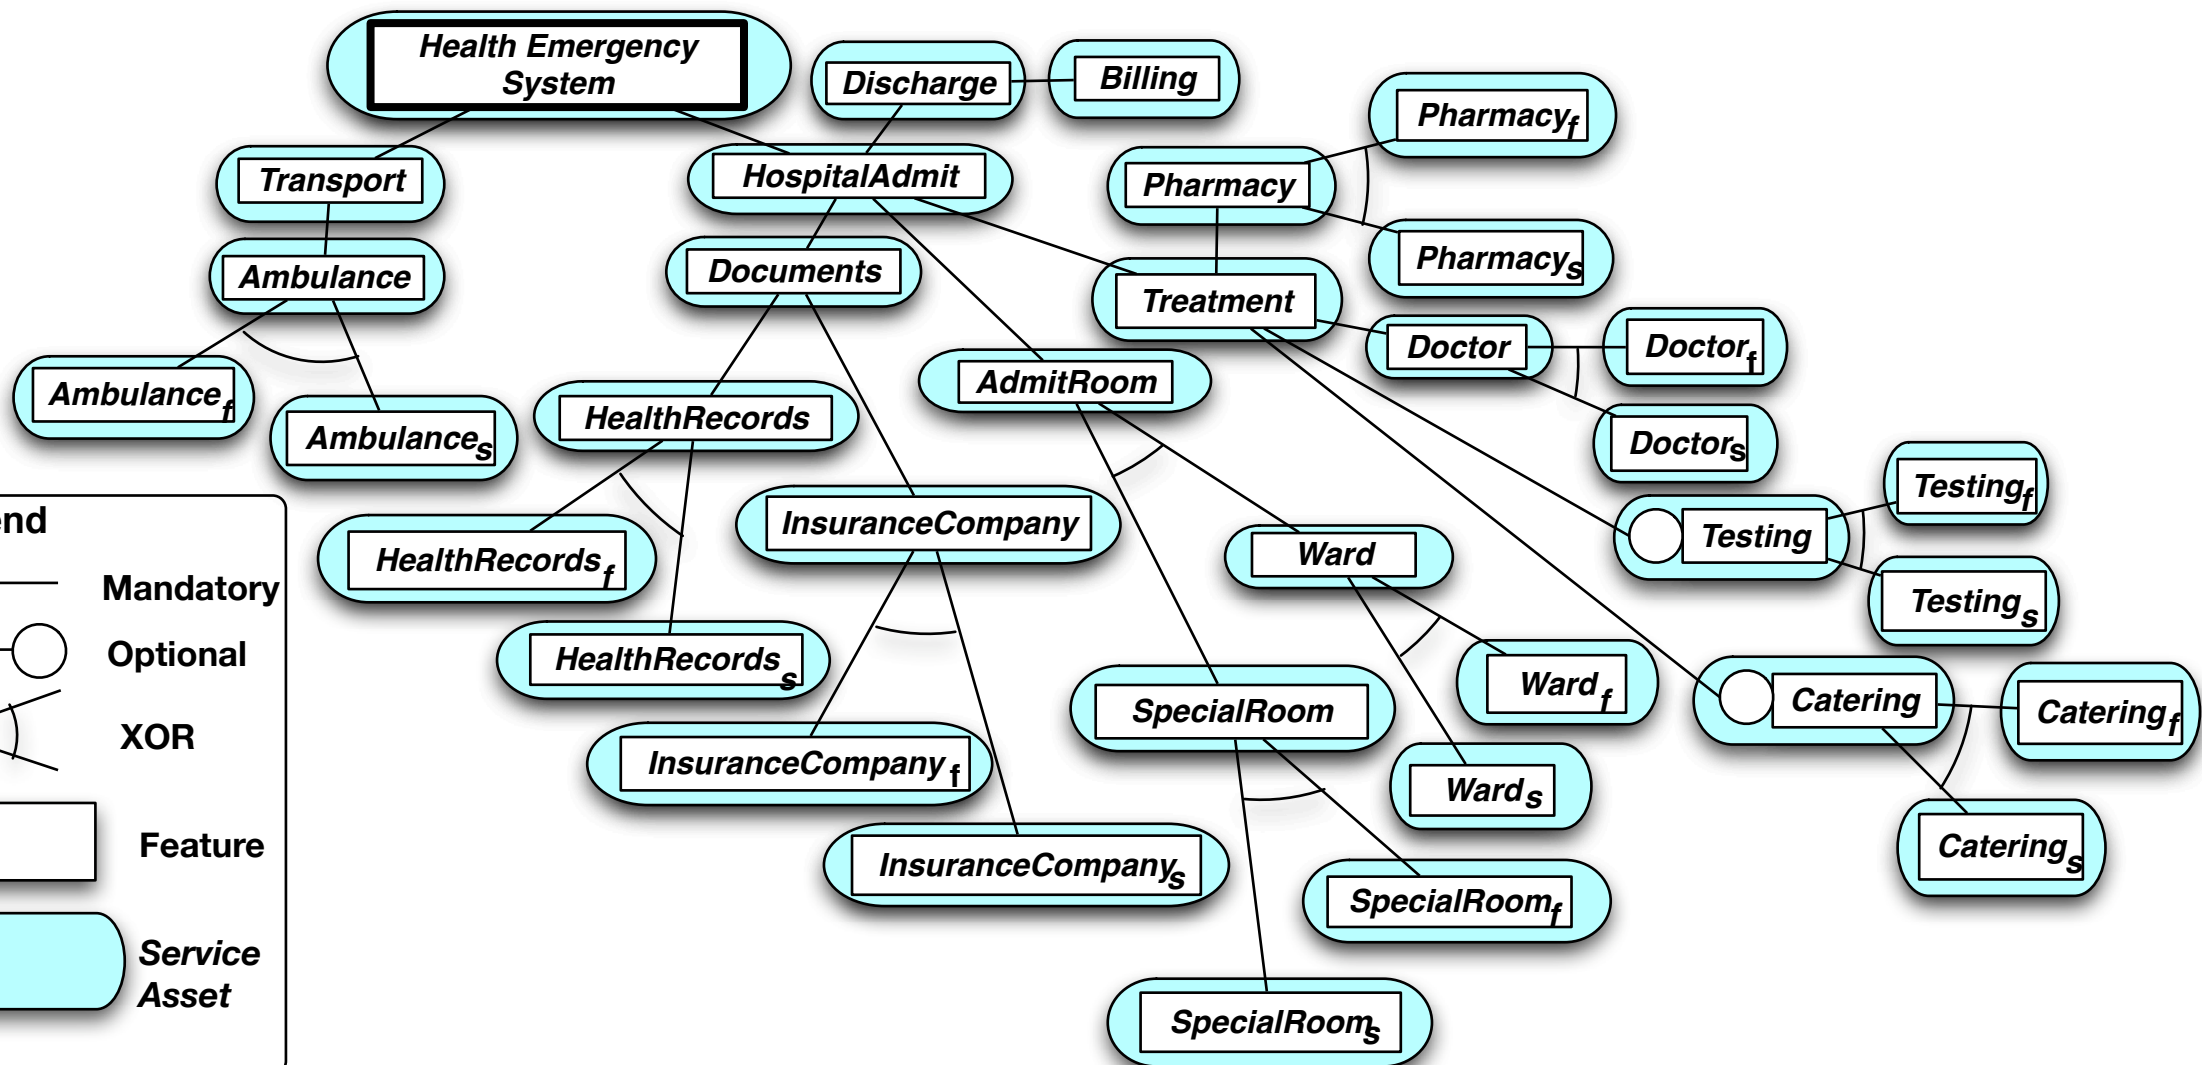 Health Emergency
System
Discharge
Billing
Pharmacyf
Transport
HospitalAdmit
Pharmacy
Pharmacys
Ambulance
Documents
Treatment
Doctor
Doctorf
Ambulancef
Ambulances
HealthRecords
AdmitRoom
Doctors
Testingf
Testing
Testings
InsuranceCompany
Ward
HealthRecordsf
HealthRecordss
Wardf
Catering
Cateringf
SpecialRoom
InsuranceCompanyf
Wards
Caterings
InsuranceCompanys
SpecialRoomf
SpecialRooms
end
Mandatory
Optional
XOR
Feature
Service
Asset